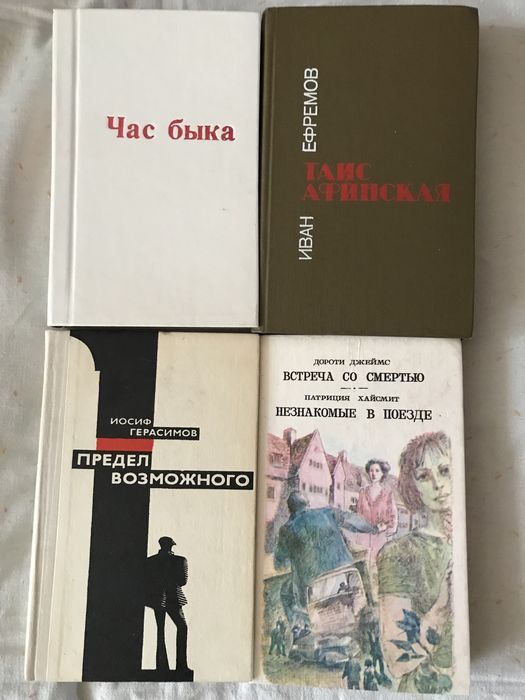 Час быка
ИВАН ЕФРЕМОВ
ТАИС
АФИНСКАЯ
ИОСИФ
ГЕРАСИМОВ
ПРЕДЕЛ
ВОЗМОЖНОГО
ДОРОТИ ДЖЕЙМС
ВСТРЕЧА СО СМЕРТЬЮ
ПАТРИЦИЯ ХАЙСМИТ
НЕЗНАКОМЫЕ В ПОЕЗДЕ